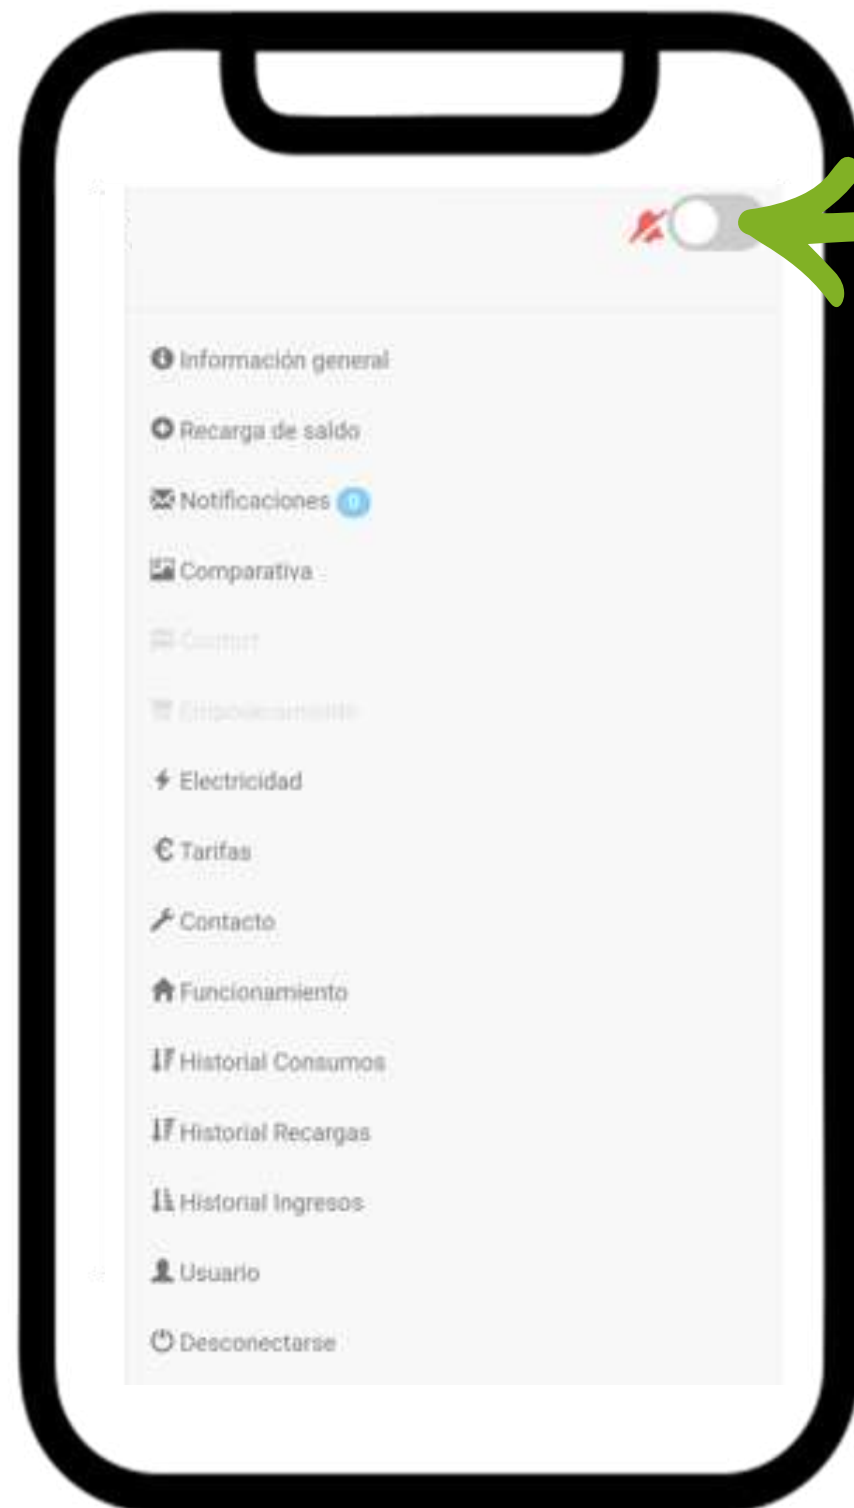 Información general
Recarga de saldo
Notificaciones 0
Comparativa
Confort
Electricidad
€ Tarifas
Contacto
Funcionamiento
Historial Consumos
Historial Recargas
Historial Ingresos
Usuario
Desconectarse